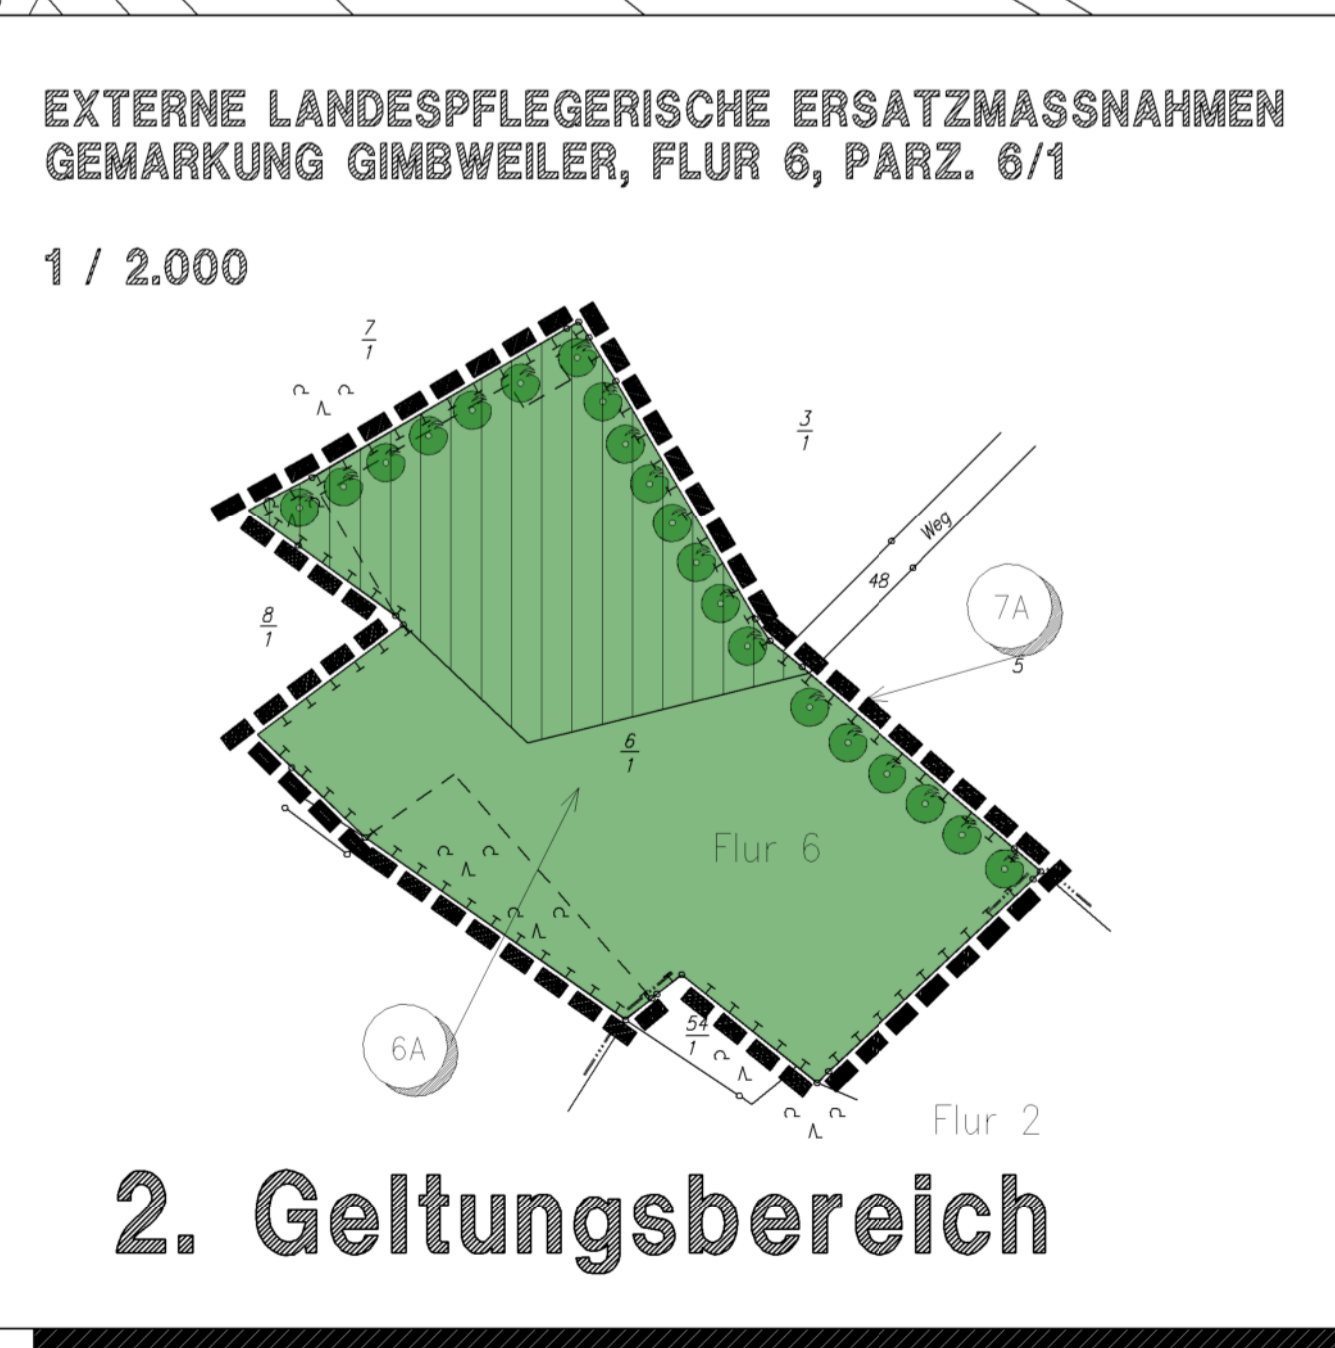 EXTERNE LANDESPFLEGERISCHE ERSATZMASSNAHMEN
GEMARKUNG GIMBWEILER, FLUR 6, PARZ. 6/1
1 / 2.000
7
1
3
1
Weg
48
7A
5
8
1
6
1
Flur 6
6A
54
1
Flur 2
2. Geltungsbereich